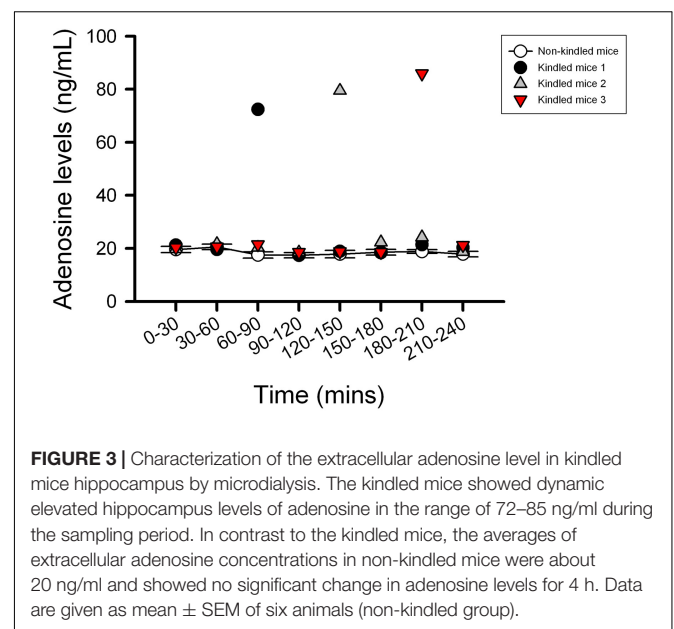 100
80
60
40
20
0
Adenosine levels (ng/mL)
Non-kindled mice
Kindled mice 1
Kindled mice 2
Kindled mice 3
0-30
30-60
60-90
90-120
120-150
150-180
180-210
210-240
Time (mins)
FIGURE 3 | Characterization of the extracellular adenosine level in kindled
mice hippocampus by microdialysis. The kindled mice showed dynamic
elevated hippocampus levels of adenosine in the range of 72–85 ng/ml during
the sampling period. In contrast to the kindled mice, the averages of
extracellular adenosine concentrations in non-kindled mice were about
20 ng/ml and showed no significant change in adenosine levels for 4 h. Data
are given as mean ± SEM of six animals (non-kindled group).